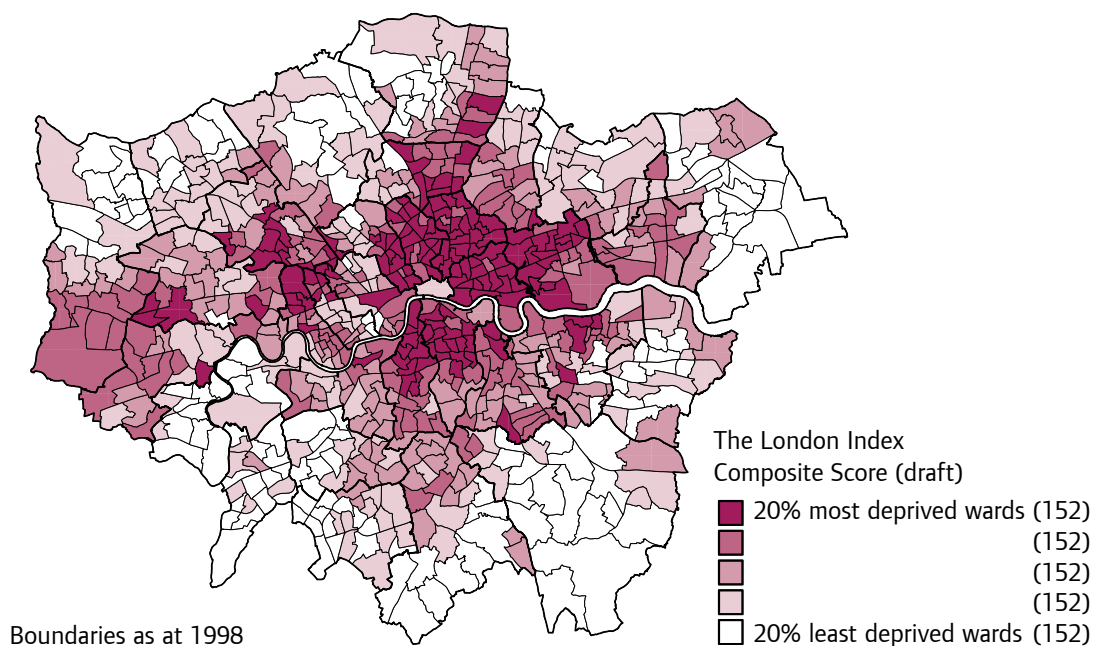 The London Index
Composite Score (draft)
20% most deprived wards (152)
(152)
(152)
(152)
20% least deprived wards (152)
Boundaries as at 1998